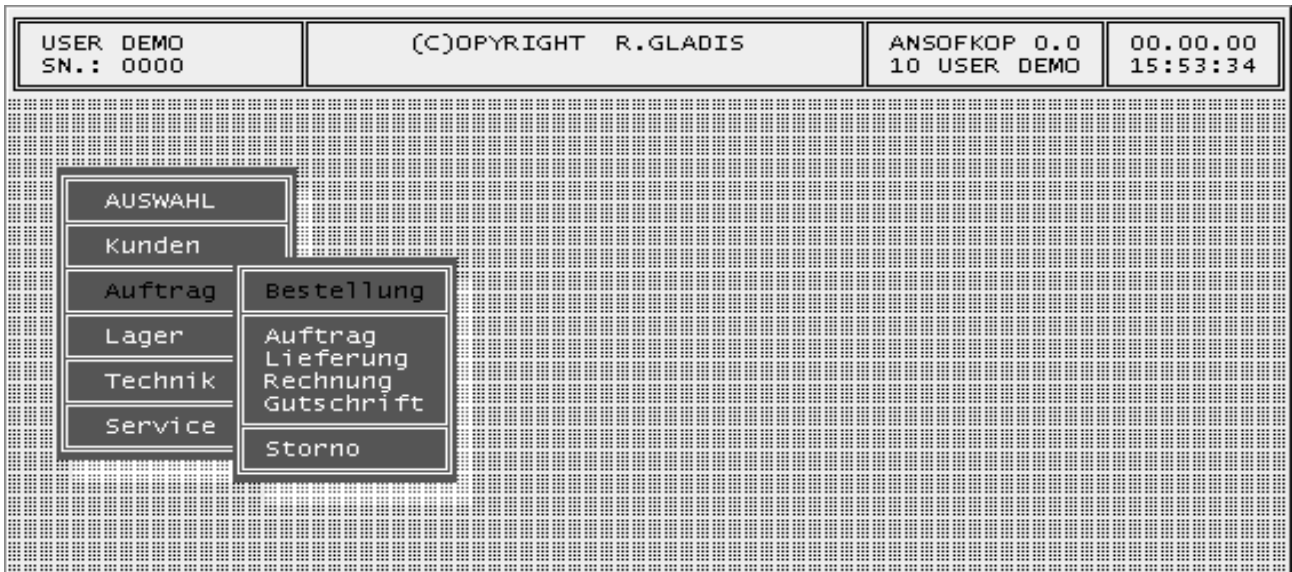 USER DEMO
SN.: 0000
(C)OPYRIGHT R.GLADIS
ANSOFKOP 0.0
10 USER DEMO
00.00.00
15:53:34
AUSWAHL
Kunden
Auftrag
Lager
Technik
Service
Bestellung
Auftrag
Lieferung
Rechnung
Gutschrift
Storno